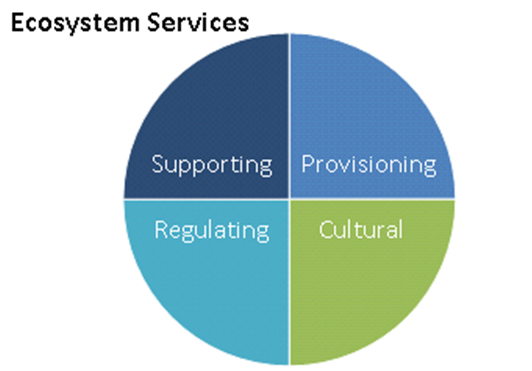 Ecosystem Services
Supporting
Provisioning
Regulating
Cultural